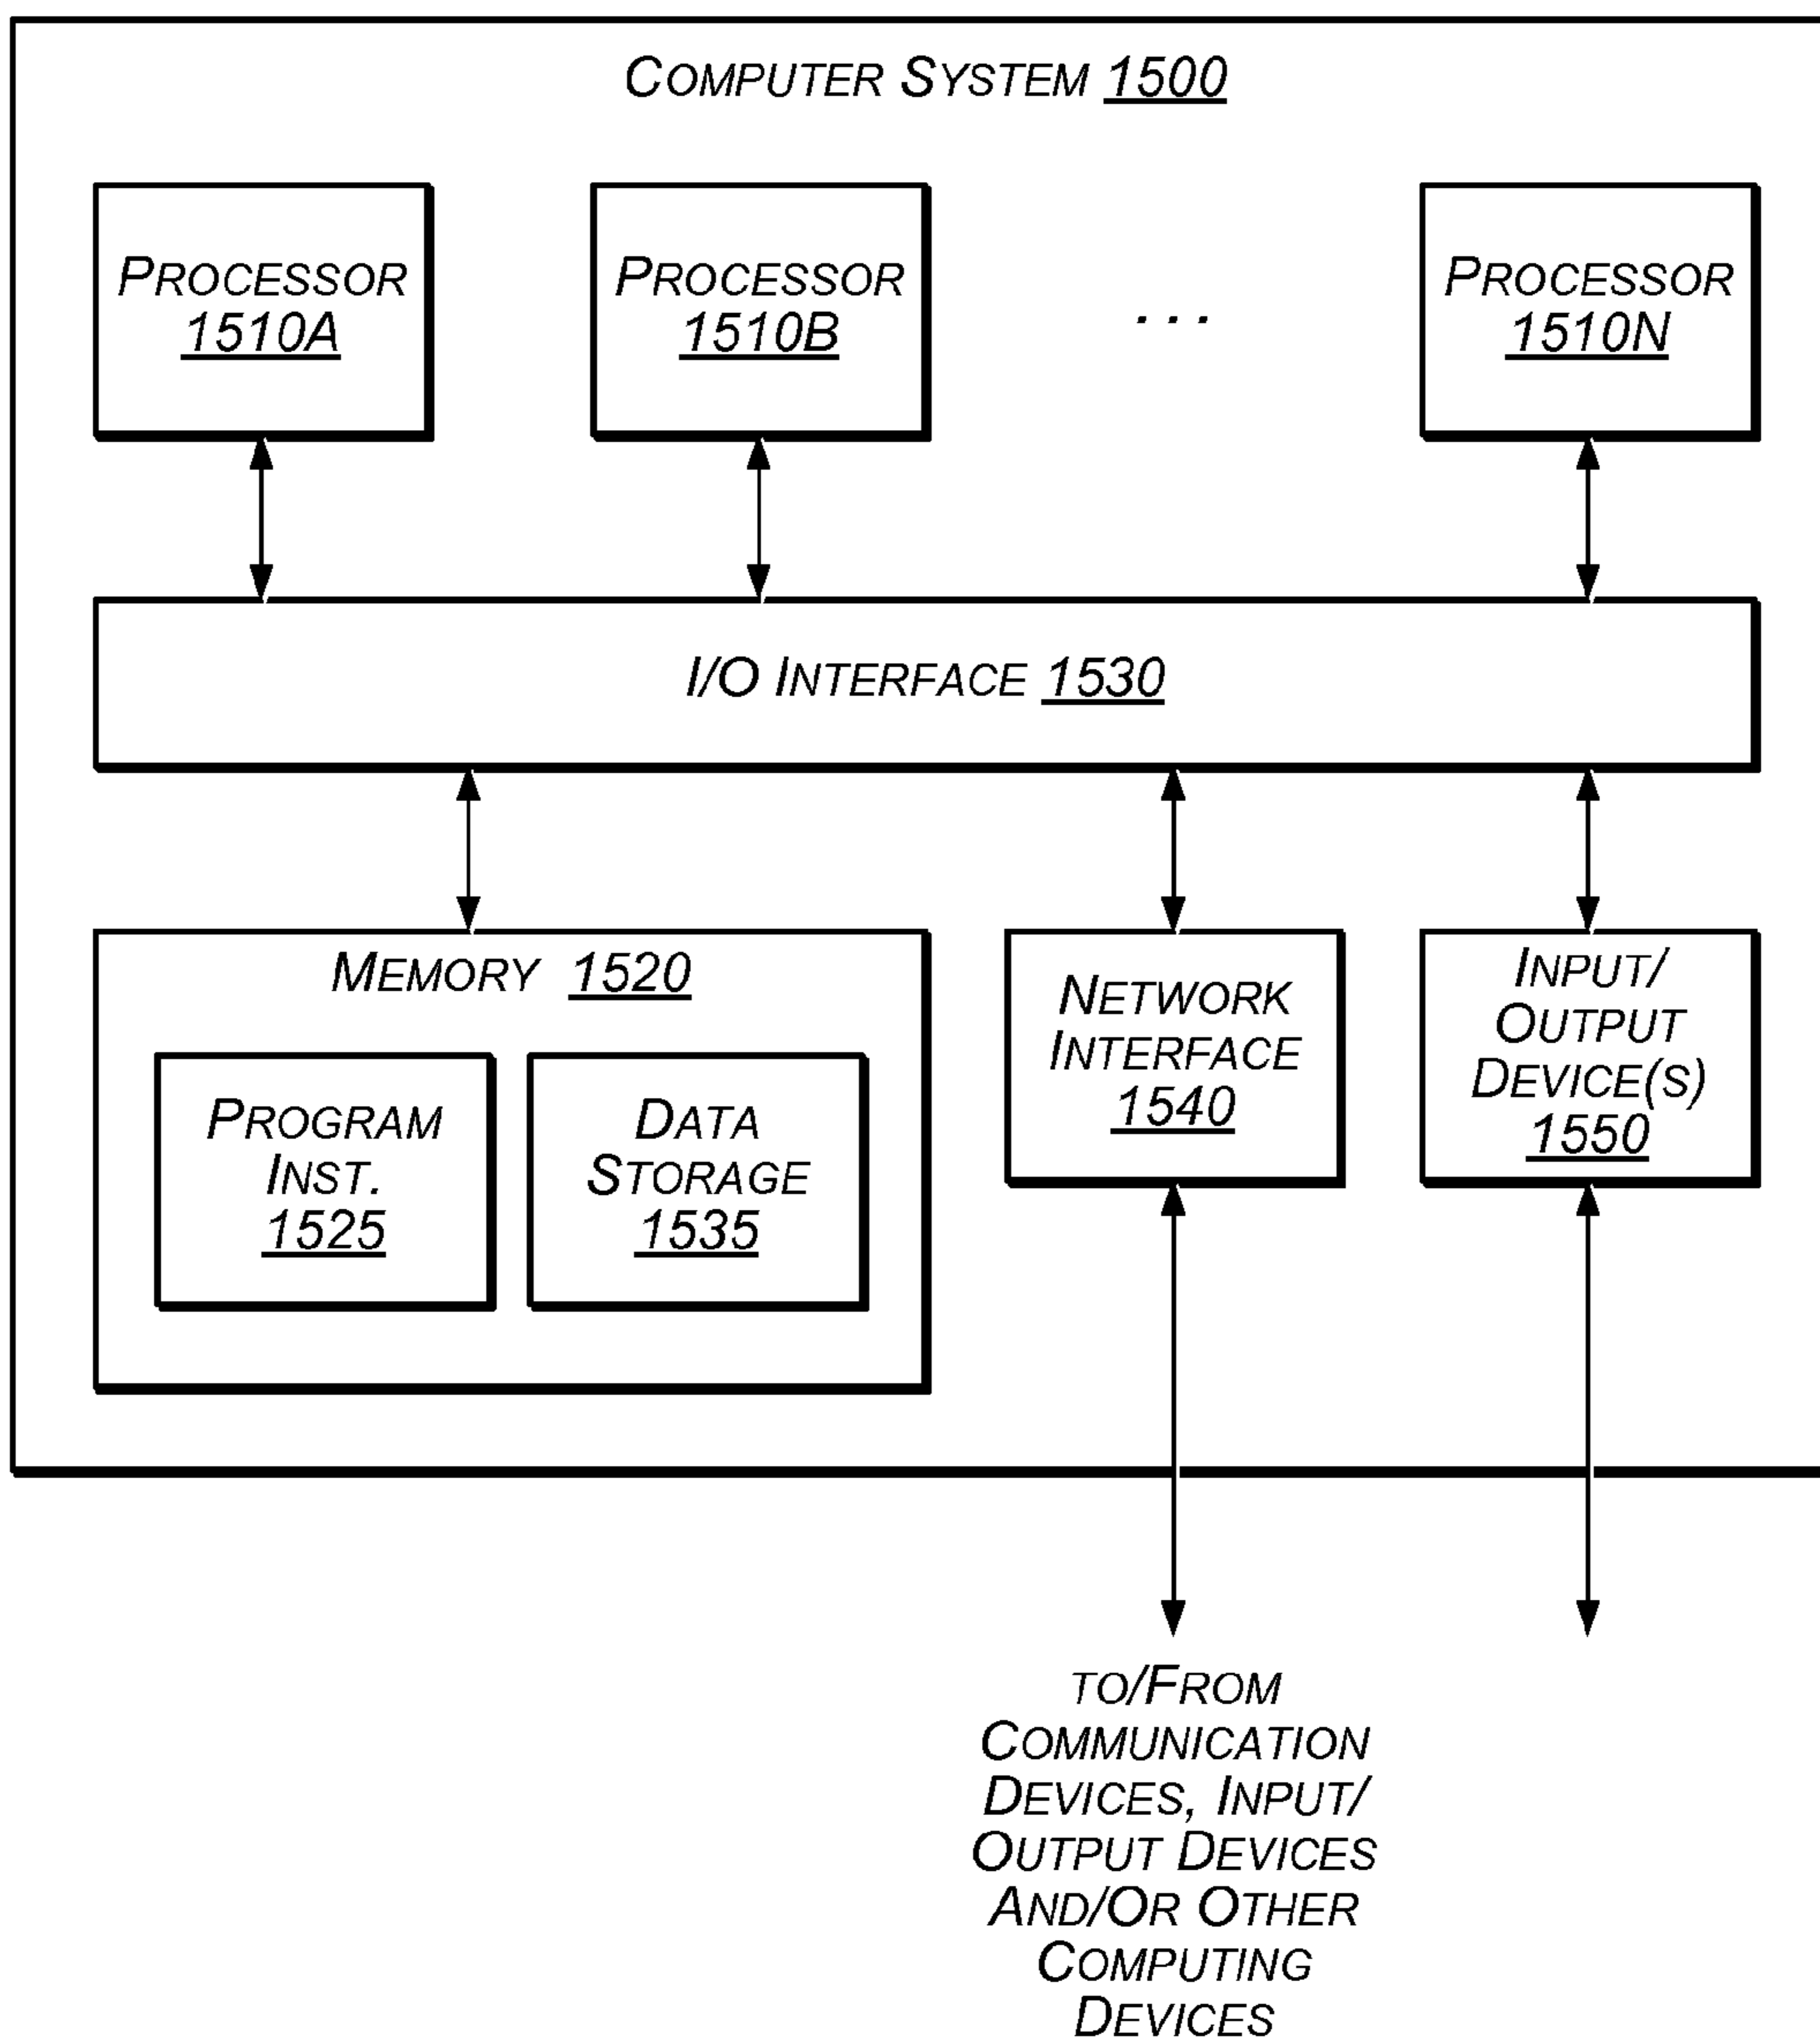 COMPUTER SYSTEM 1500
PROCESSOR
1510A
PROCESSOR
1510B
...
PROCESSOR
1510N
I/O INTERFACE 1530
MEMORY 1520
PROGRAM
INST.
1525
DATA
STORAGE
1535
NETWORK
INTERFACE
1540
INPUT/
OUTPUT
DEVICE(S)
1550
TO/FROM
COMMUNICATION
DEVICES, INPUT/
OUTPUT DEVICES
AND/OR OTHER
COMPUTING
DEVICES